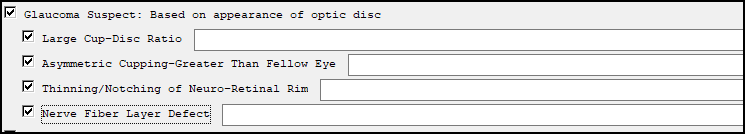 Glaucoma Suspect: Based on appearance of optic disc
Large Cup-Disc Ratio
Asymmetric Cupping-Greater Than Fellow Eye
Thinning/Notching of Neuro-Retinal Rim
Nerve Fiber Layer Defect